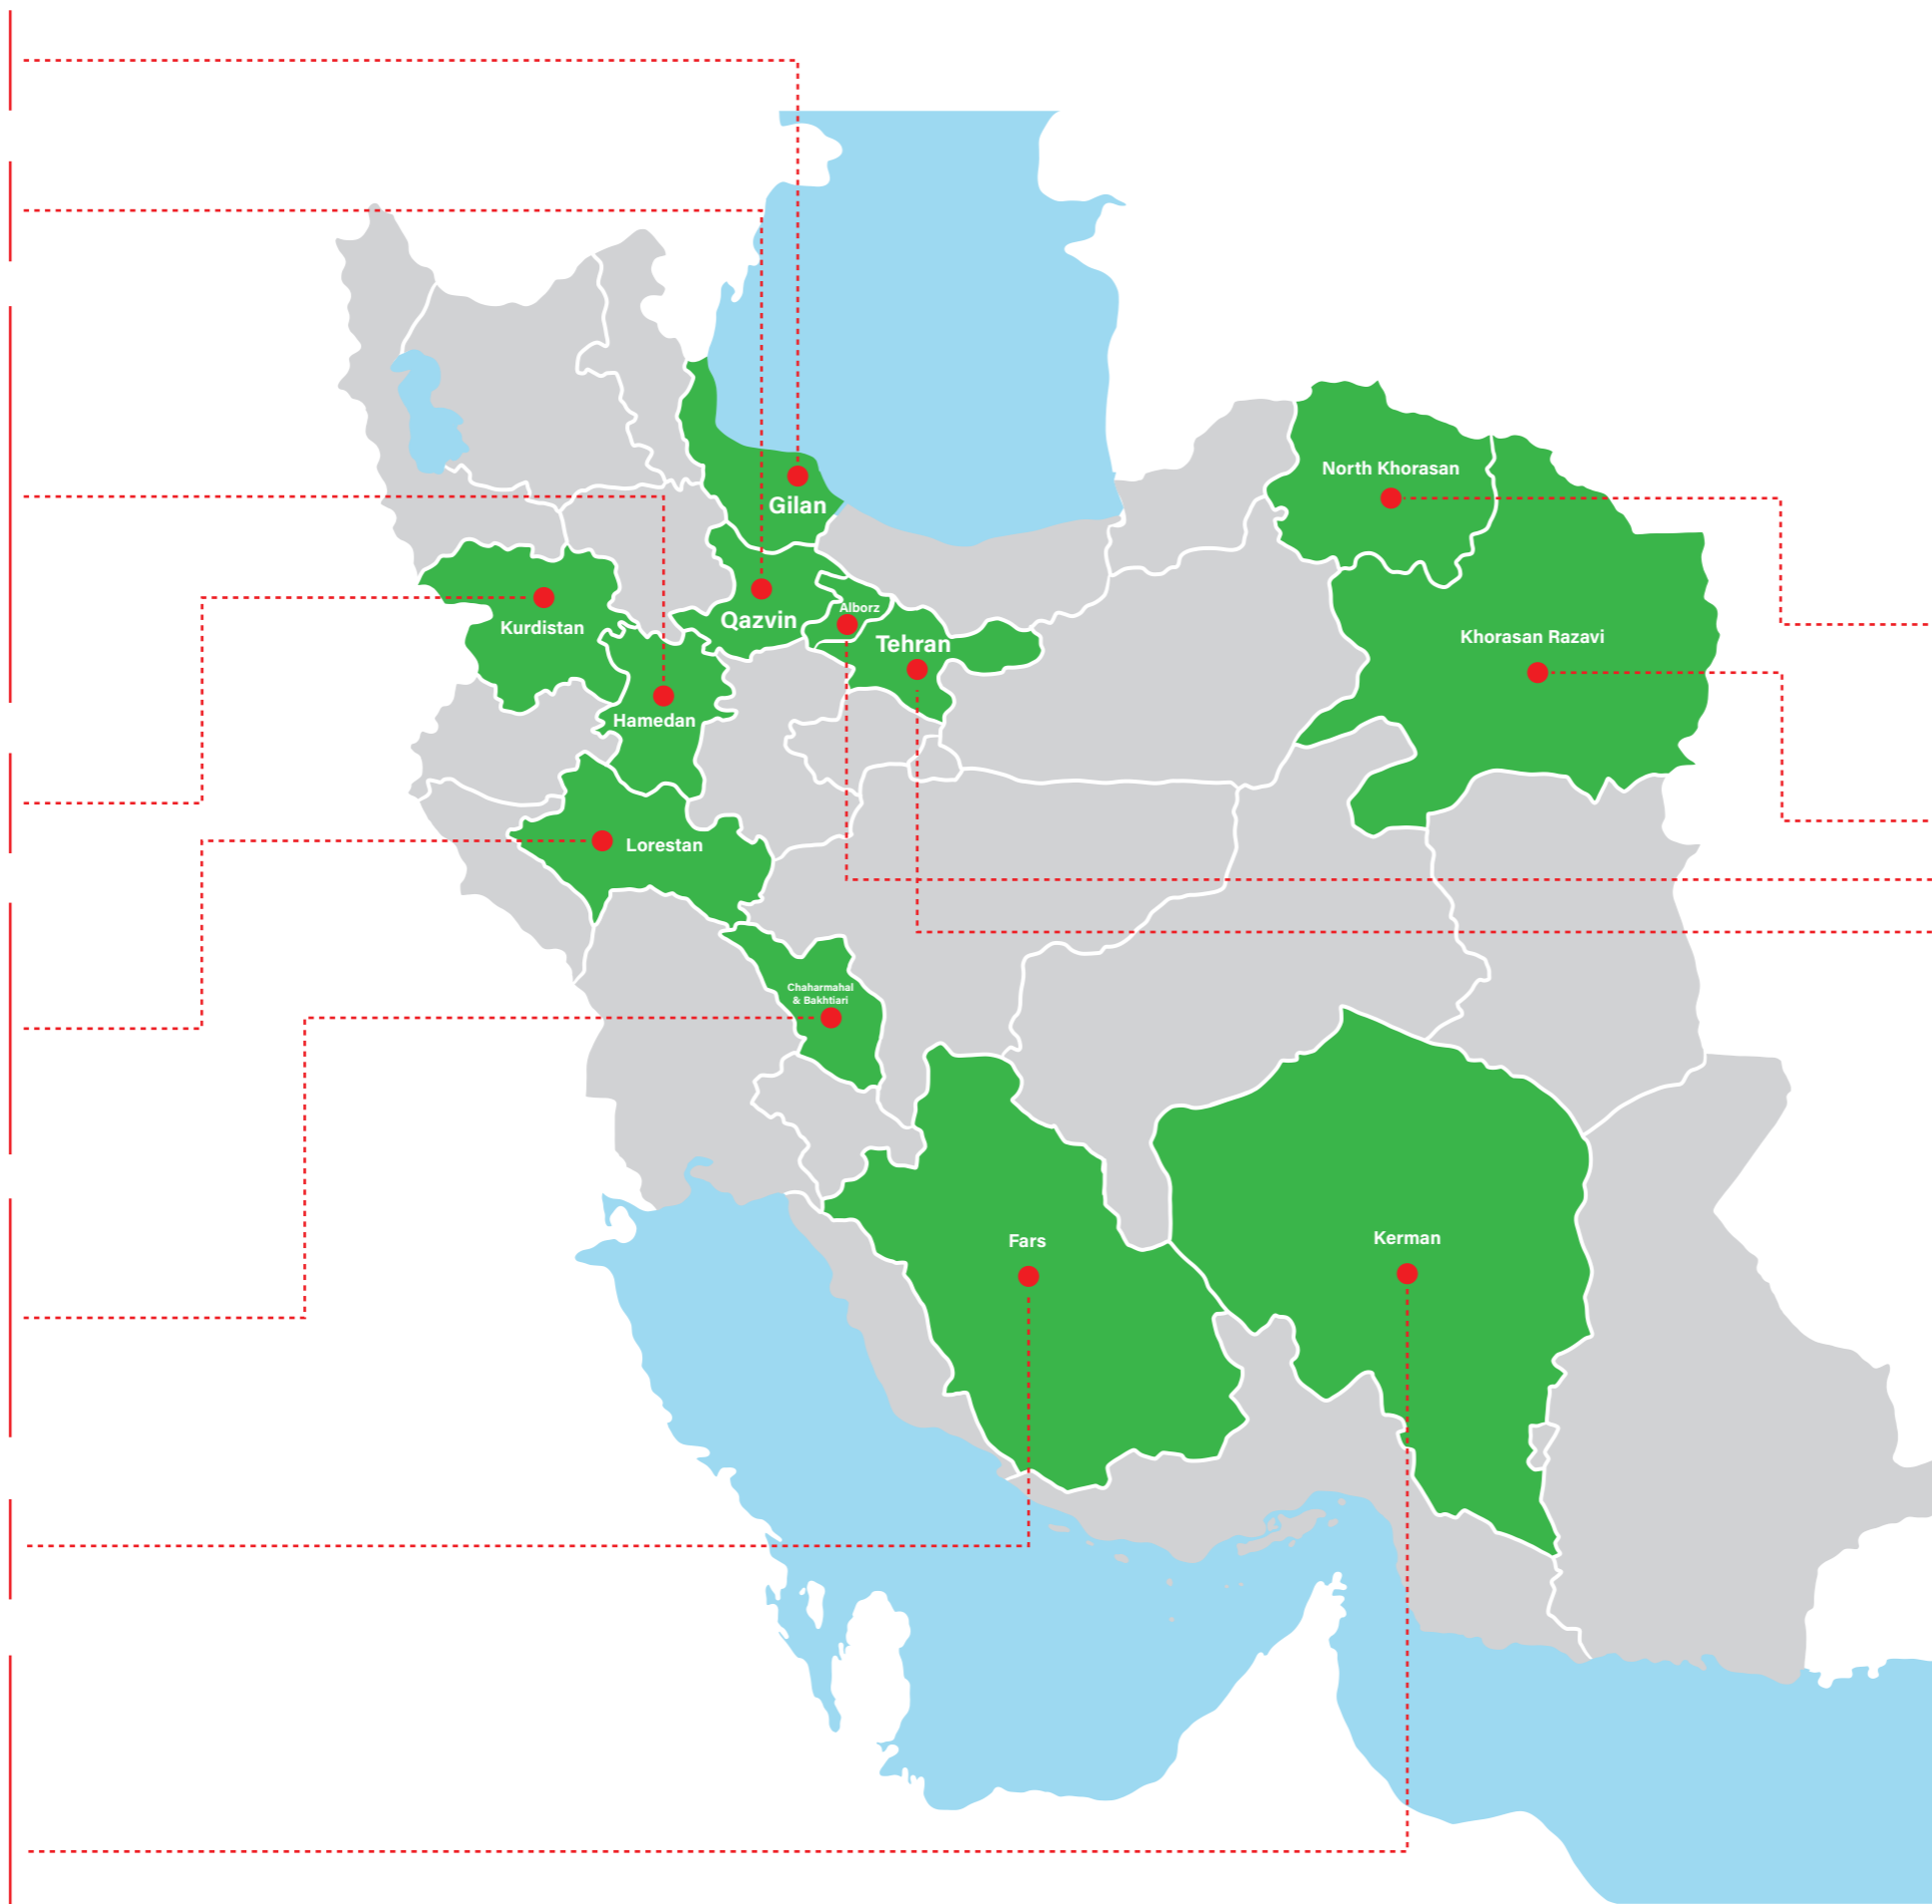 North Khorasan
Gilan
Alborz
Qazvin
Kurdistan
Khorasan Razavi
Tehran
Hamedan
Lorestan
Chaharmahal
& Bakhtiari
Kerman
Fars